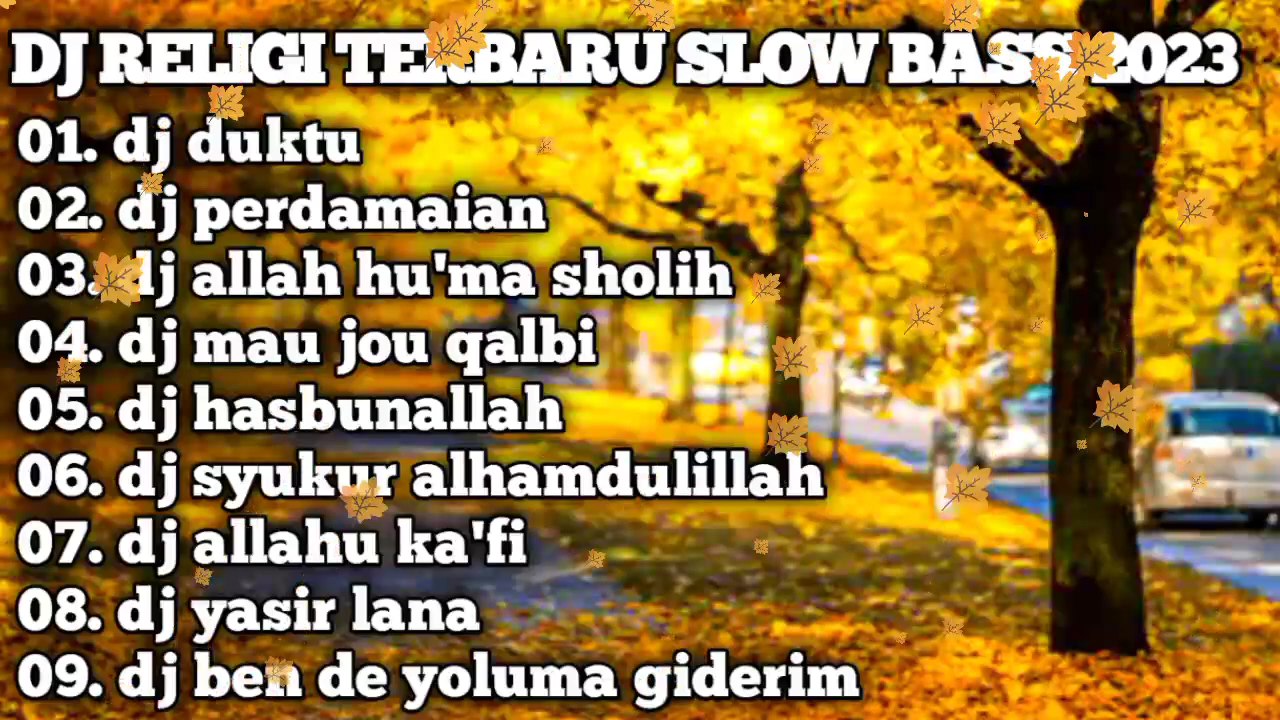 DJ RELIGI TERBARU SLOW BASS 2023
01. dj duktu
02. dj perdamaian
03. dj allah hu'ma sholih
04. dj mau jou qalbi
05. dj hasbunallah
06. dj syukur alhamdulillah
07. dj allahu ka'fi
08. dj yasir lana
09. dj ben de yoluma giderim